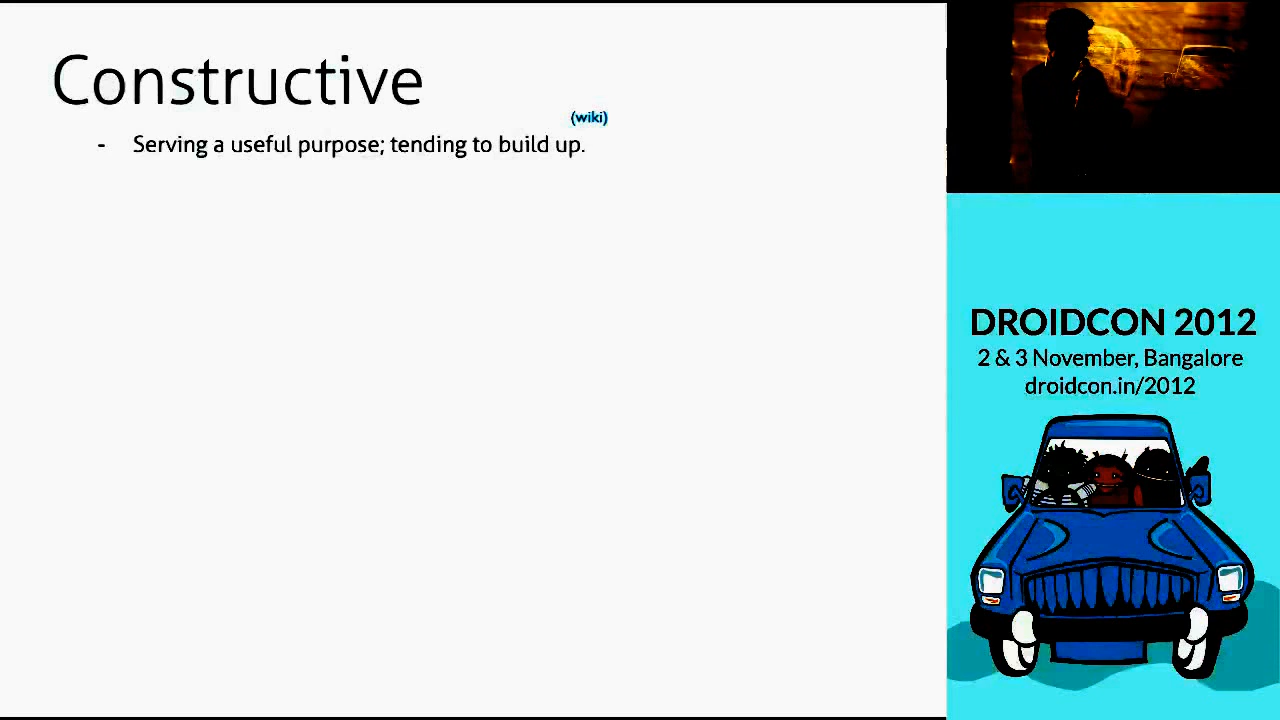 Constructive
(wiki)
- Serving a useful purpose; tending to build up.
DROIDCON 2012
2 & 3 November, Bangalore
droidcon.in/2012